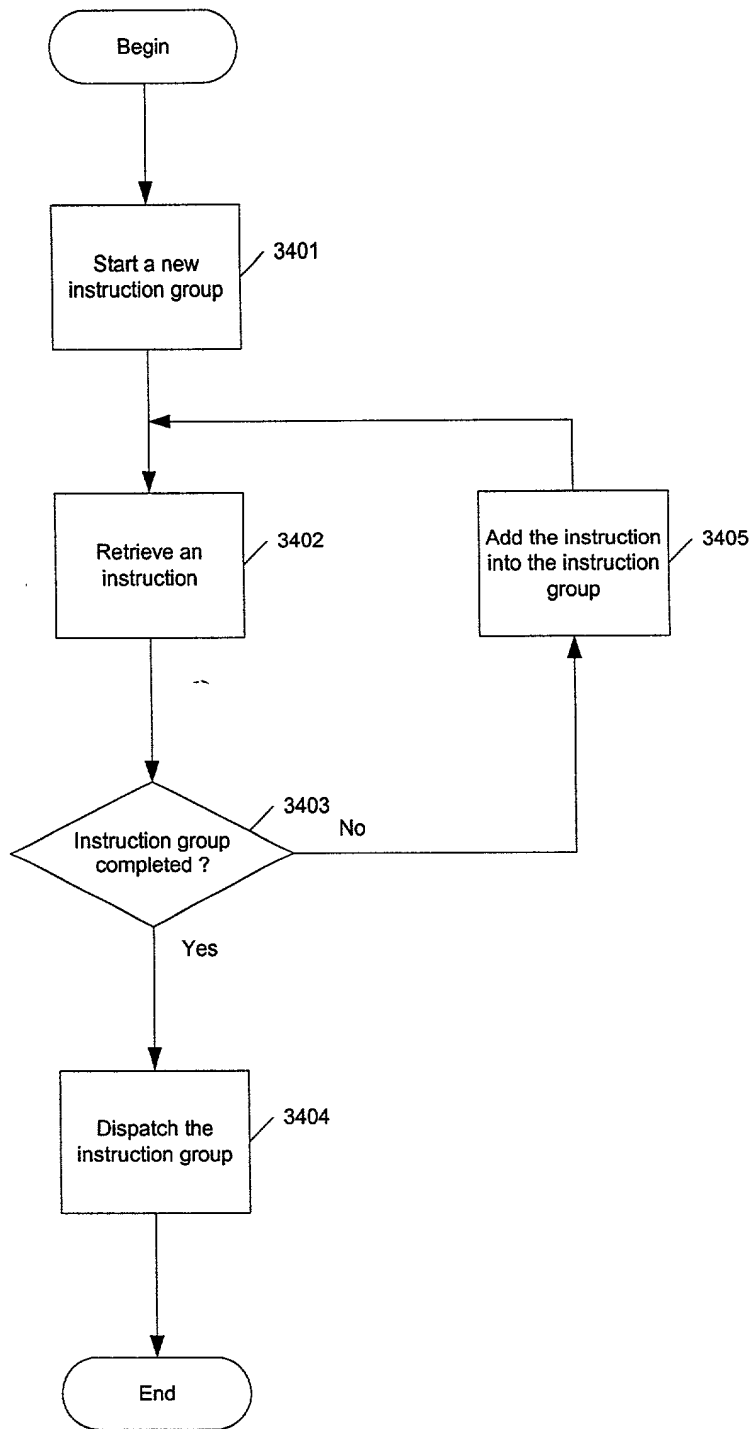 Begin
Start a new
instruction group
3401
Retrieve an
instruction
3402
Add the instruction
into the instruction
group
3405
Instruction group
completed ?
3403
No
Yes
Dispatch the
instruction group
3404
End